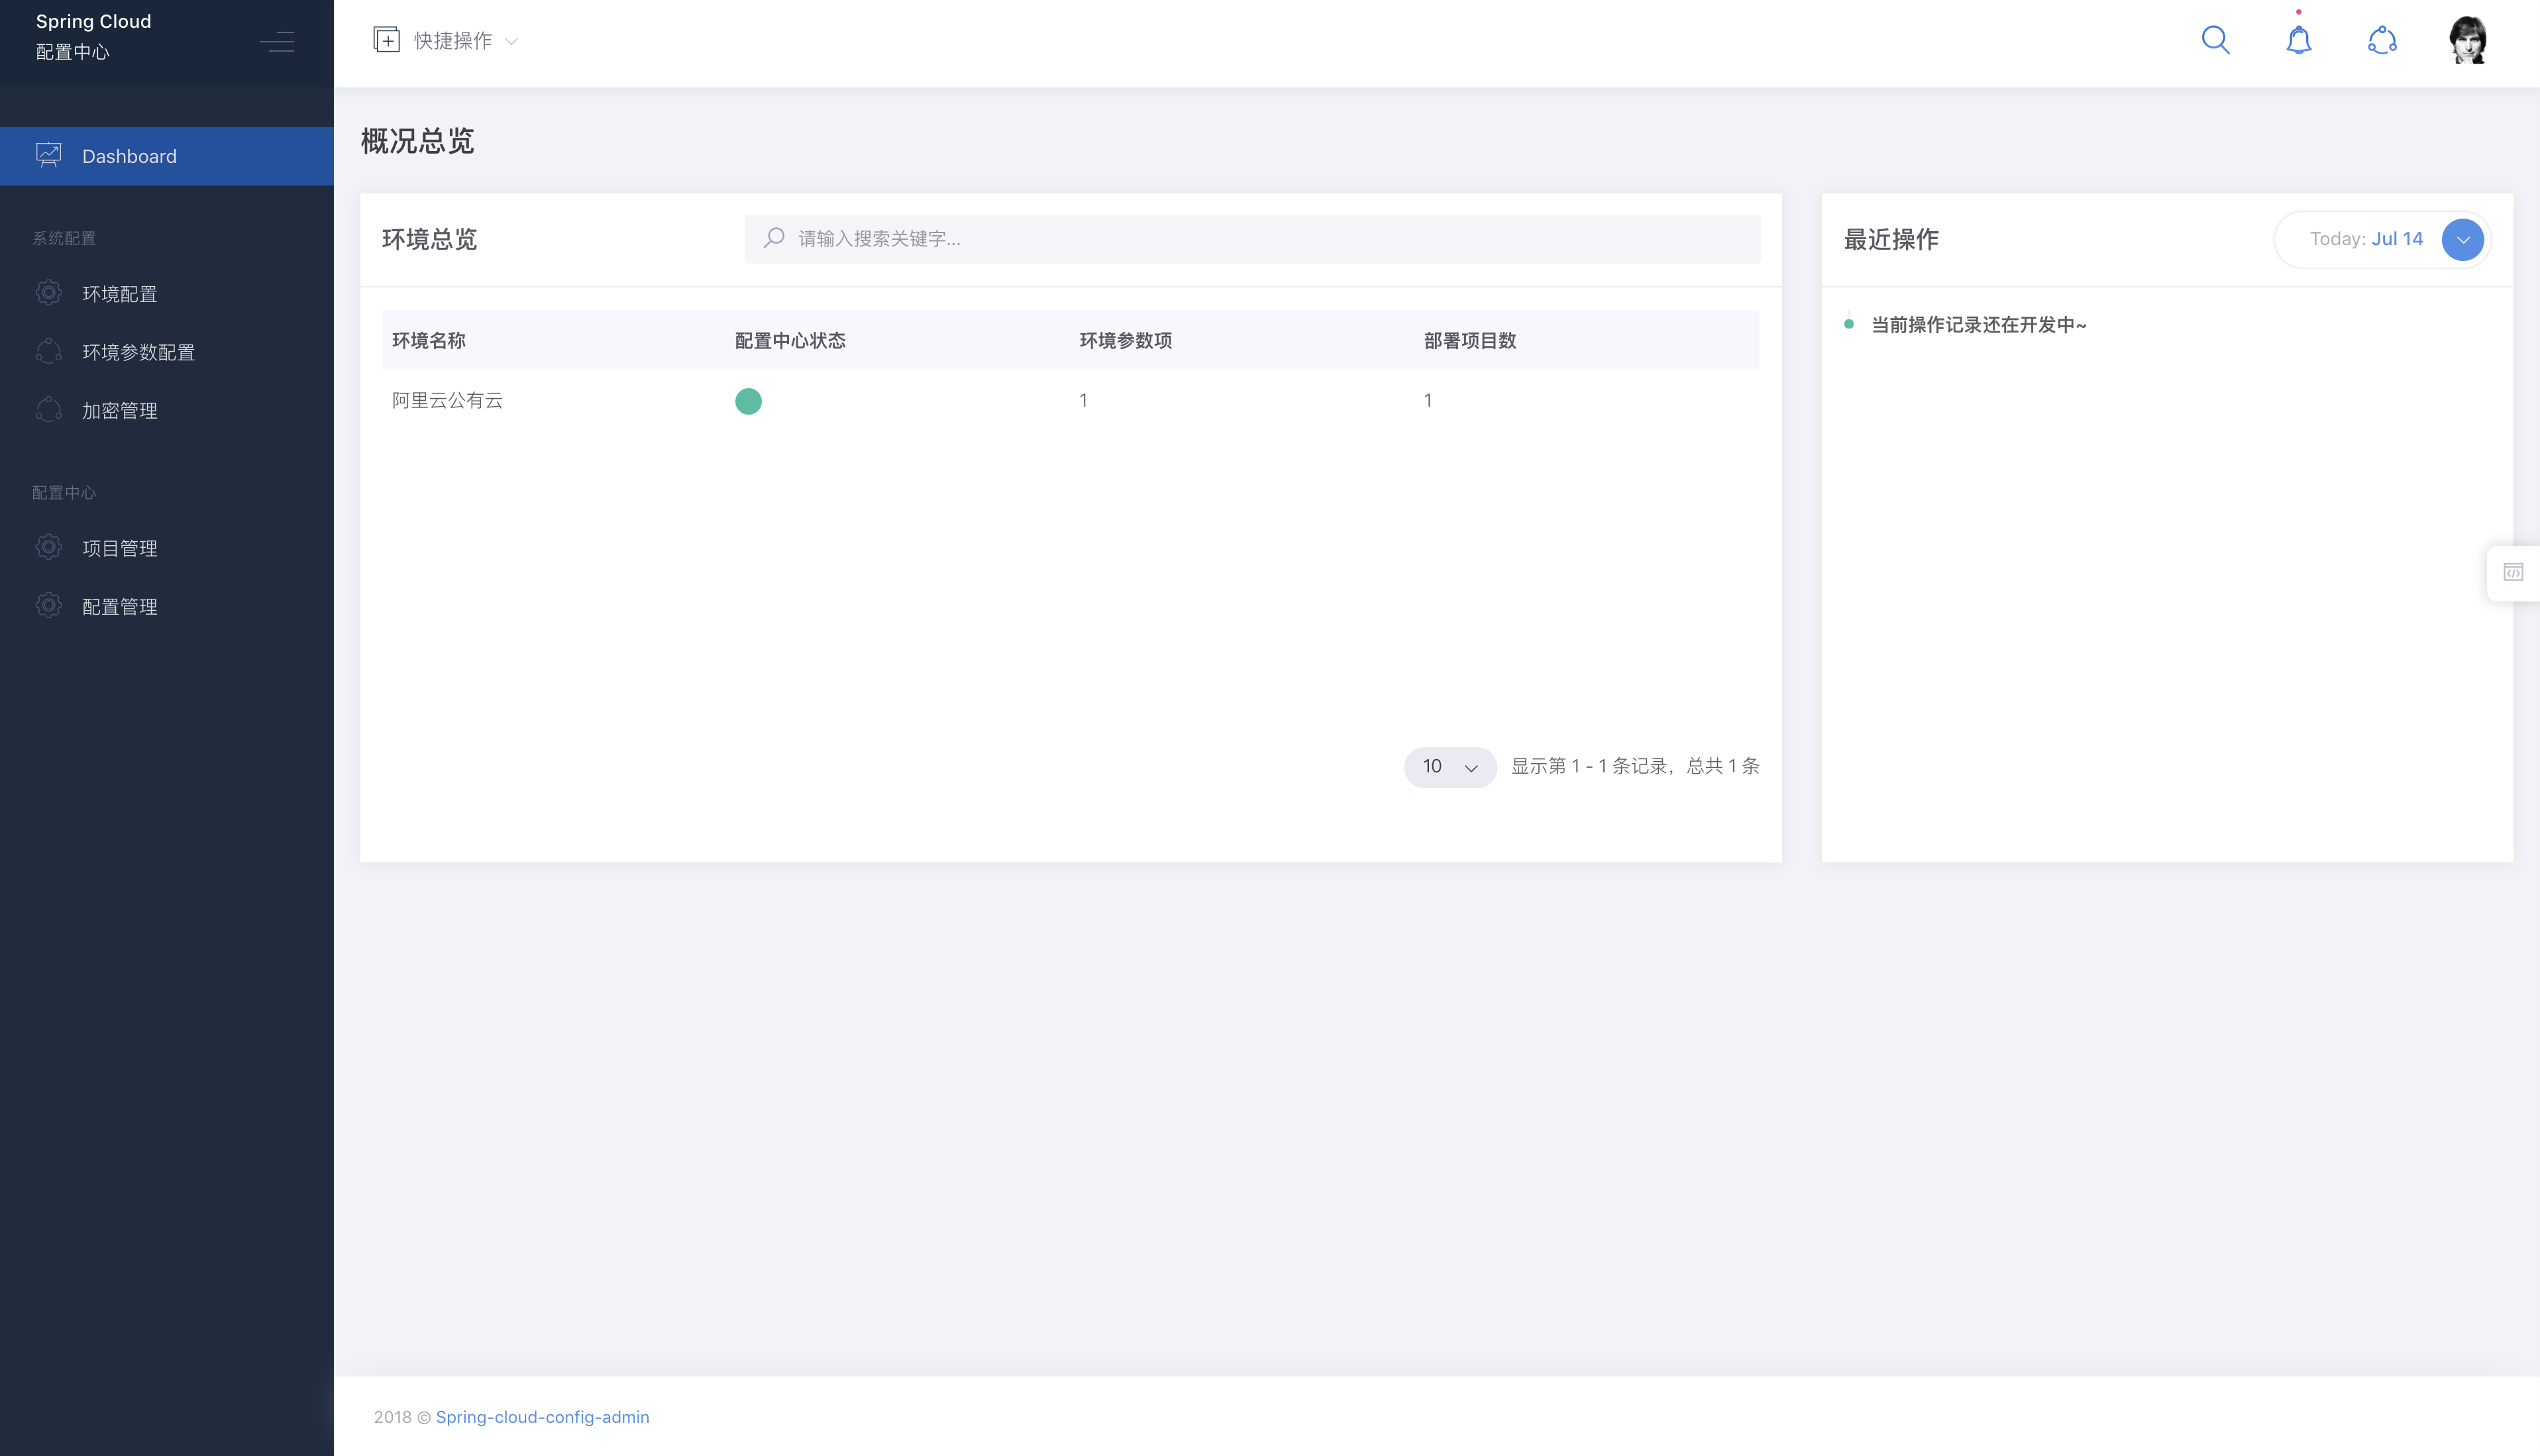 Spring Cloud
配置中心
快捷操作
Dashboard
系统配置
环境配置
环境参数配置
加密管理
配置中心
项目管理
配置管理
概况总览
环境总览
请输入搜索关键字...
环境名称 配置中心状态 环境参数项 部署项目数
阿里云公有云 1 1
10 显示第 1 - 1 条记录，总共 1 条
最近操作
Today: Jul 14
当前操作记录还在开发中~
2018 © Spring-cloud-config-admin